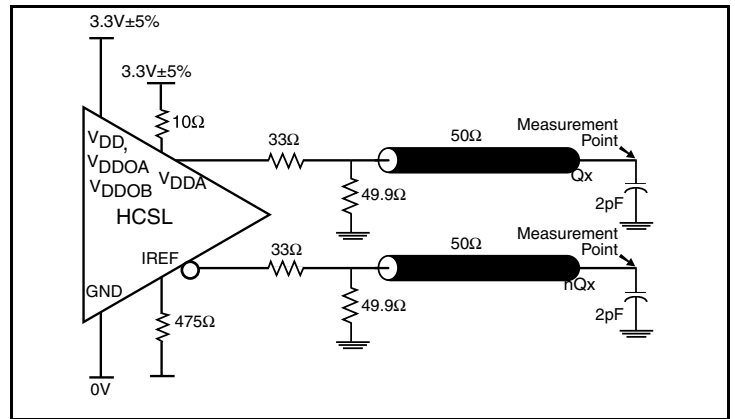 3.3V±5%
3.3V±5%
10Ω
VDD,
VDDOA
VDDOB
VDDA
HCSL
IREF
GND
475Ω
0V
33Ω
49.9Ω
50Ω
Measurement
Point
Qx
2pF
33Ω
49.9Ω
50Ω
Measurement
Point
nQx
2pF